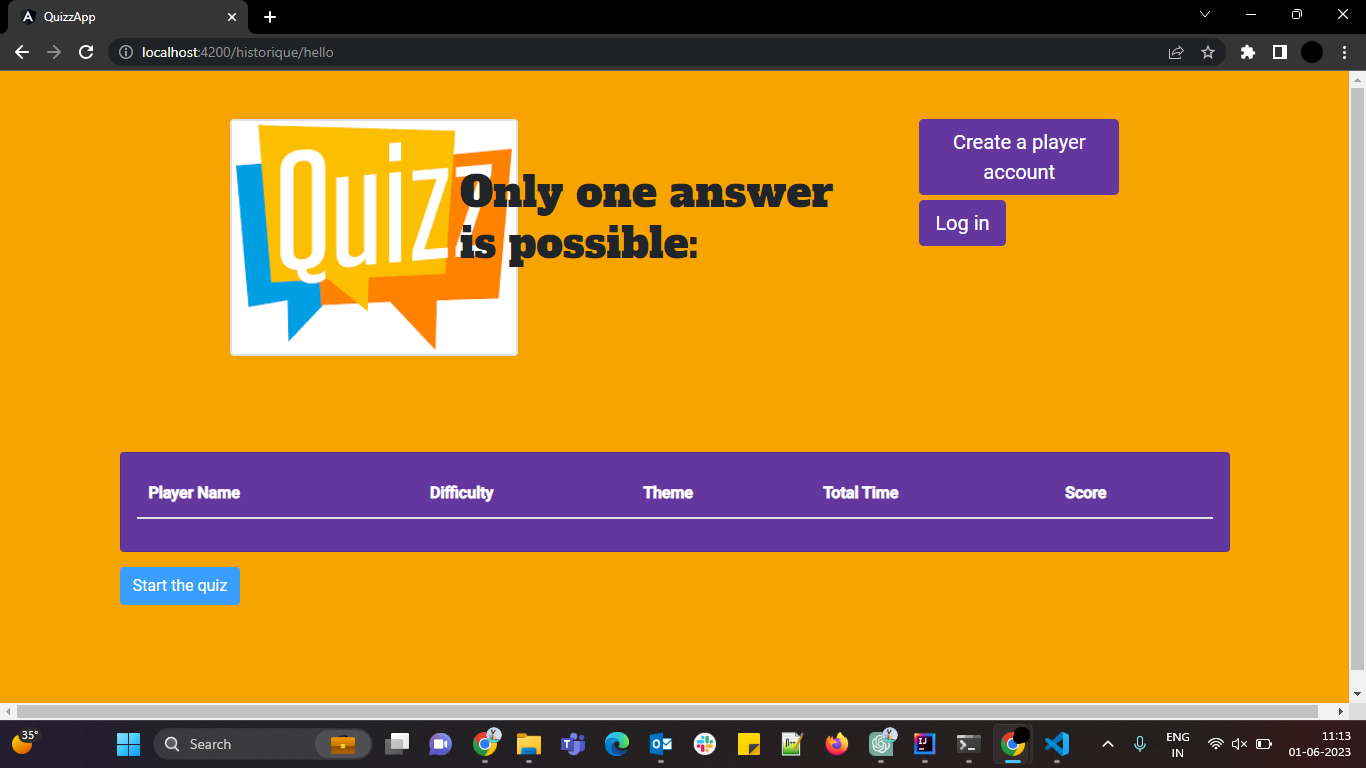 QuizzApp
localhost:4200/historique/hello
Quizz
Only one answer
is possible:
Create a player
account
Log in
Player Name Difficulty Theme Total Time Score
Start the quiz
35°
Search
ENG
IN
11:13
01-06-2023